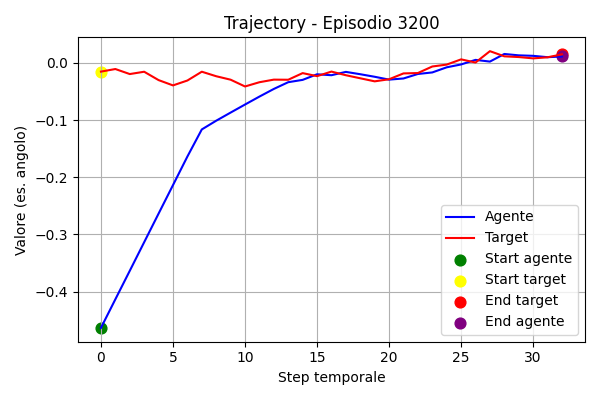 Trajectory - Episodio 3200
Valore (es. angolo)
0.0
−0.1
−0.2
−0.3
−0.4
0 5 10 15 20 25 30
Step temporale
Agente
Target
Start agente
Start target
End target
End agente